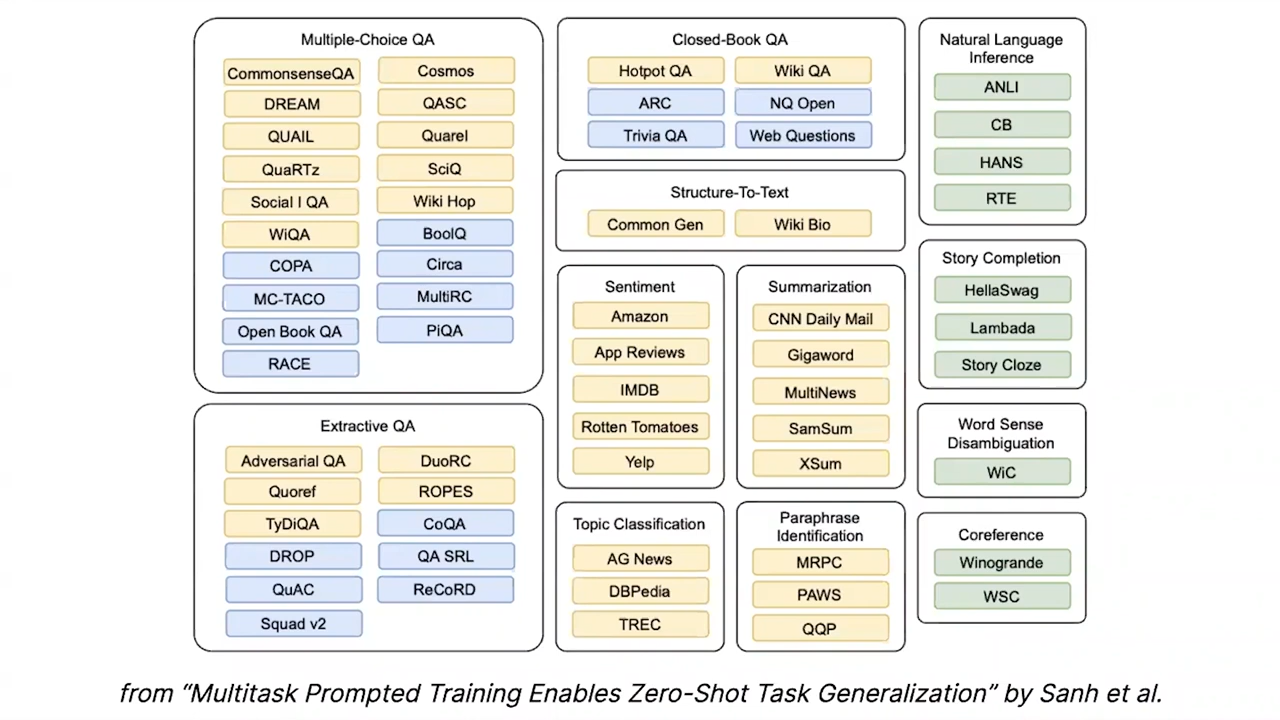 Multiple-Choice QA
CommonsenseQA
Cosmos
DREAM
QASC
QUAIL
Quarel
QuaRTz
SciQ
Social I QA
Wiki Hop
WiQA
BoolQ
COPA
Circa
MC-TACO
MultiRC
Open Book QA
PiQA
RACE
Extractive QA
Adversarial QA
DuoRC
Quoref
ROPES
TyDiQA
CoQA
DROP
QA SRL
QuAC
ReCoRD
Squad v2
Closed-Book QA
Hotpot QA
Wiki QA
ARC
NQ Open
Trivia QA
Web Questions
Structure-To-Text
Common Gen
Wiki Bio
Sentiment
Amazon
App Reviews
IMDB
Rotten Tomatoes
Yelp
Summarization
CNN Daily Mail
Gigaword
MultiNews
SamSum
XSum
Topic Classification
AG News
DBPedia
TREC
Paraphrase
Identification
MRPC
PAWS
QQP
Natural Language
Inference
ANLI
CB
HANS
RTE
Story Completion
HellaSwag
Lambada
Story Cloze
Word Sense
Disambiguation
WiC
Coreference
Winogrande
WSC
from “Multitask Prompted Training Enables Zero-Shot Task Generalization” by Sanh et al.